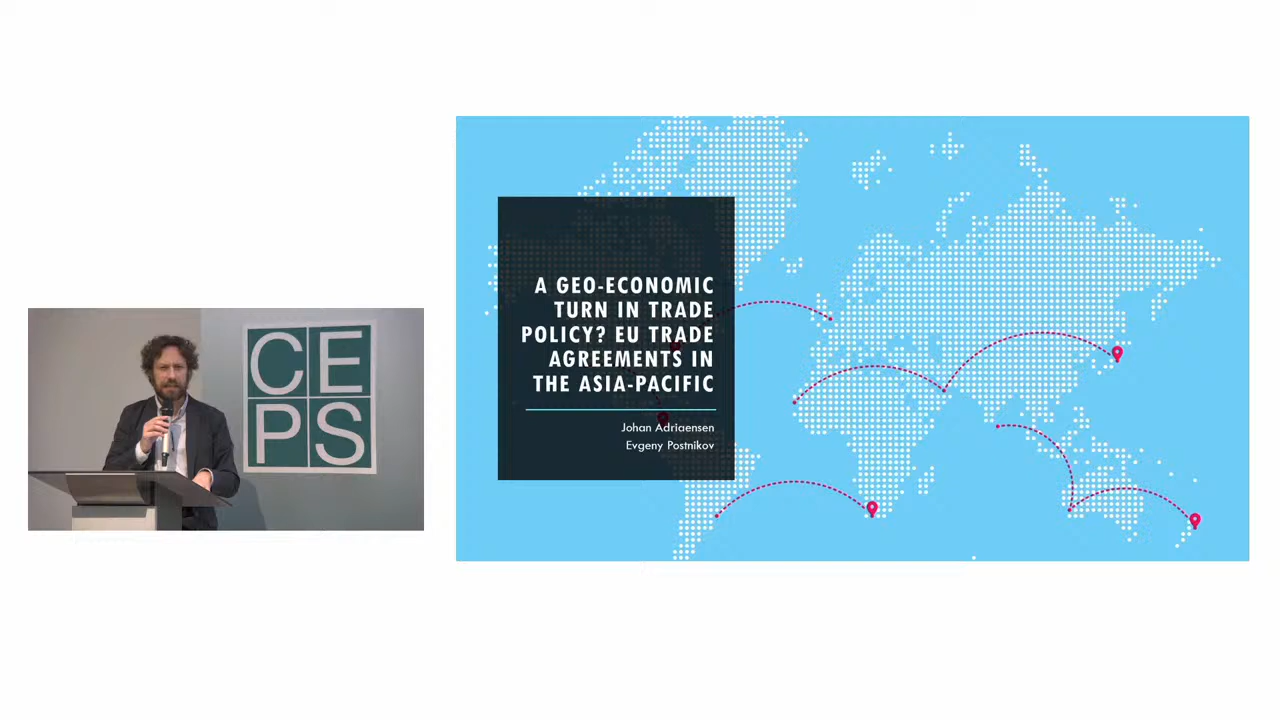 CE
PS
A GEO-ECONOMIC
TURN IN TRADE
POLICY? EU TRADE
AGREEMENTS IN
THE ASIA-PACIFIC
Johan Adriaensen
Evgeny Postnikov